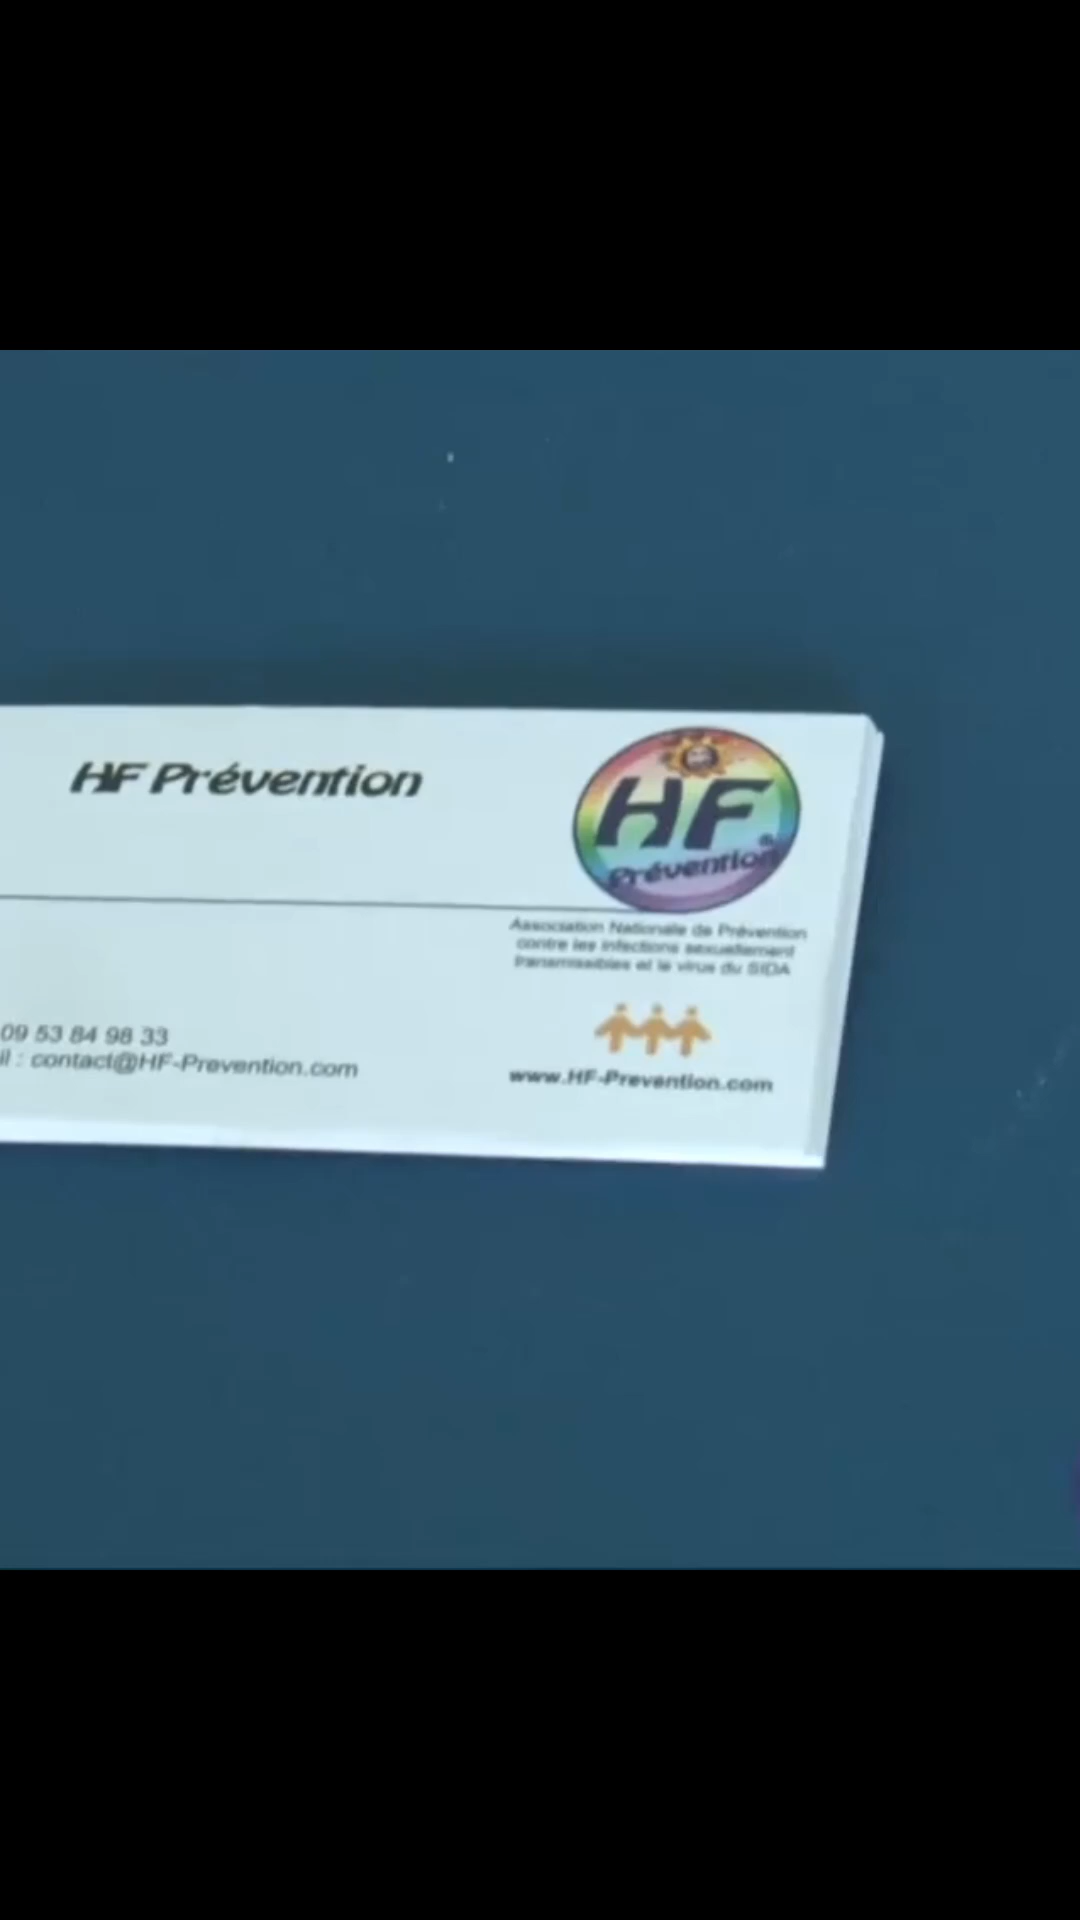 HF Prévention
HF
Prévention
Association Nationale de Prévention
contre les infections sexuellement
transmissibles et le virus du SIDA
09 53 84 98 33
il : contact@HF-Prevention.com
www.HF-Prevention.com